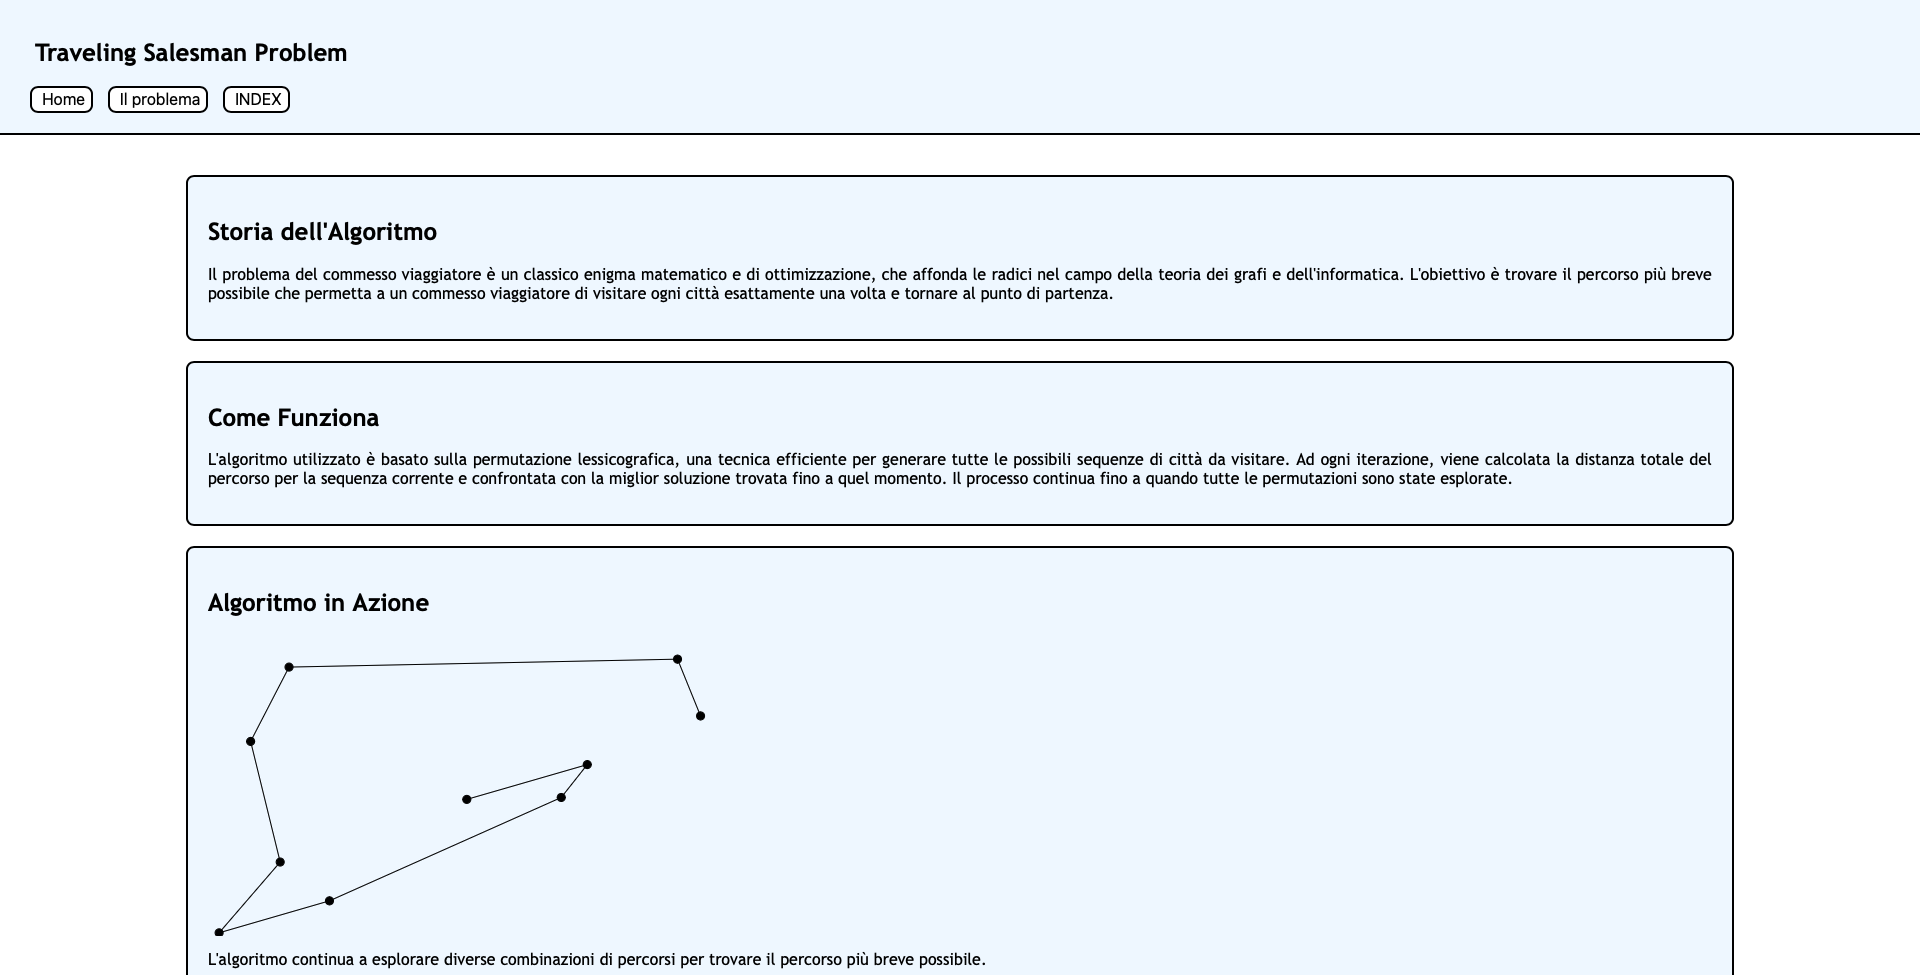 Traveling Salesman Problem
Home Il problema INDEX
Storia dell'Algoritmo
Il problema del commesso viaggiatore è un classico enigma matematico e di ottimizzazione, che affonda le radici nel campo della teoria dei grafi e dell'informatica. L'obiettivo è trovare il percorso più breve
possibile che permetta a un commesso viaggiatore di visitare ogni città esattamente una volta e tornare al punto di partenza.
Come Funziona
L'algoritmo utilizzato è basato sulla permutazione lessicografica, una tecnica efficiente per generare tutte le possibili sequenze di città da visitare. Ad ogni iterazione, viene calcolata la distanza totale del
percorso per la sequenza corrente e confrontata con la miglior soluzione trovata fino a quel momento. Il processo continua fino a quando tutte le permutazioni sono state esplorate.
Algoritmo in Azione
L'algoritmo continua a esplorare diverse combinazioni di percorsi per trovare il percorso più breve possibile.